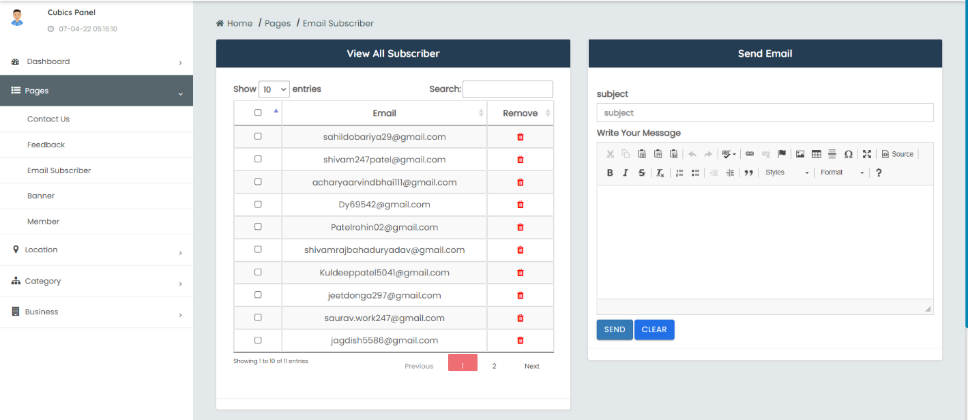 Cubics Panel
07-04-22 05:18:10
Dashboard
Pages
Contact Us
Feedback
Email Subscriber
Banner
Member
Location
Category
Business
Home / Pages / Email Subscriber
View All Subscriber
Show 10 entries
Search:
Email Remove
sahildobariya29@gmail.com
shivam247patel@gmail.com
acharyaarvindbhai111@gmail.com
Dy69542@gmail.com
Patelrohin02@gmail.com
shivamrajbahaduryadav@gmail.com
Kuldeeppatel5041@gmail.com
jeetdonga297@gmail.com
saurav.work247@gmail.com
jagdish5586@gmail.com
Showing 1 to 10 of 11 entries
Previous 1 2 Next
Send Email
subject
subject
Write Your Message
Source
B I S Styles Format ?
SEND CLEAR